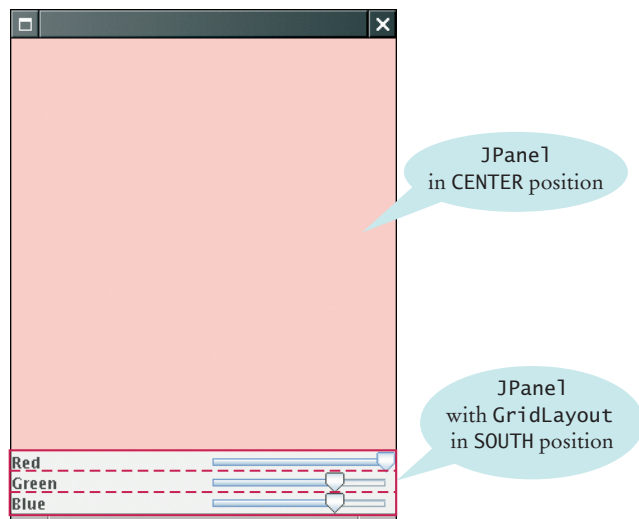 JPanel
in CENTER position
JPanel
with GridLayout
in SOUTH position
Red
Green
Blue